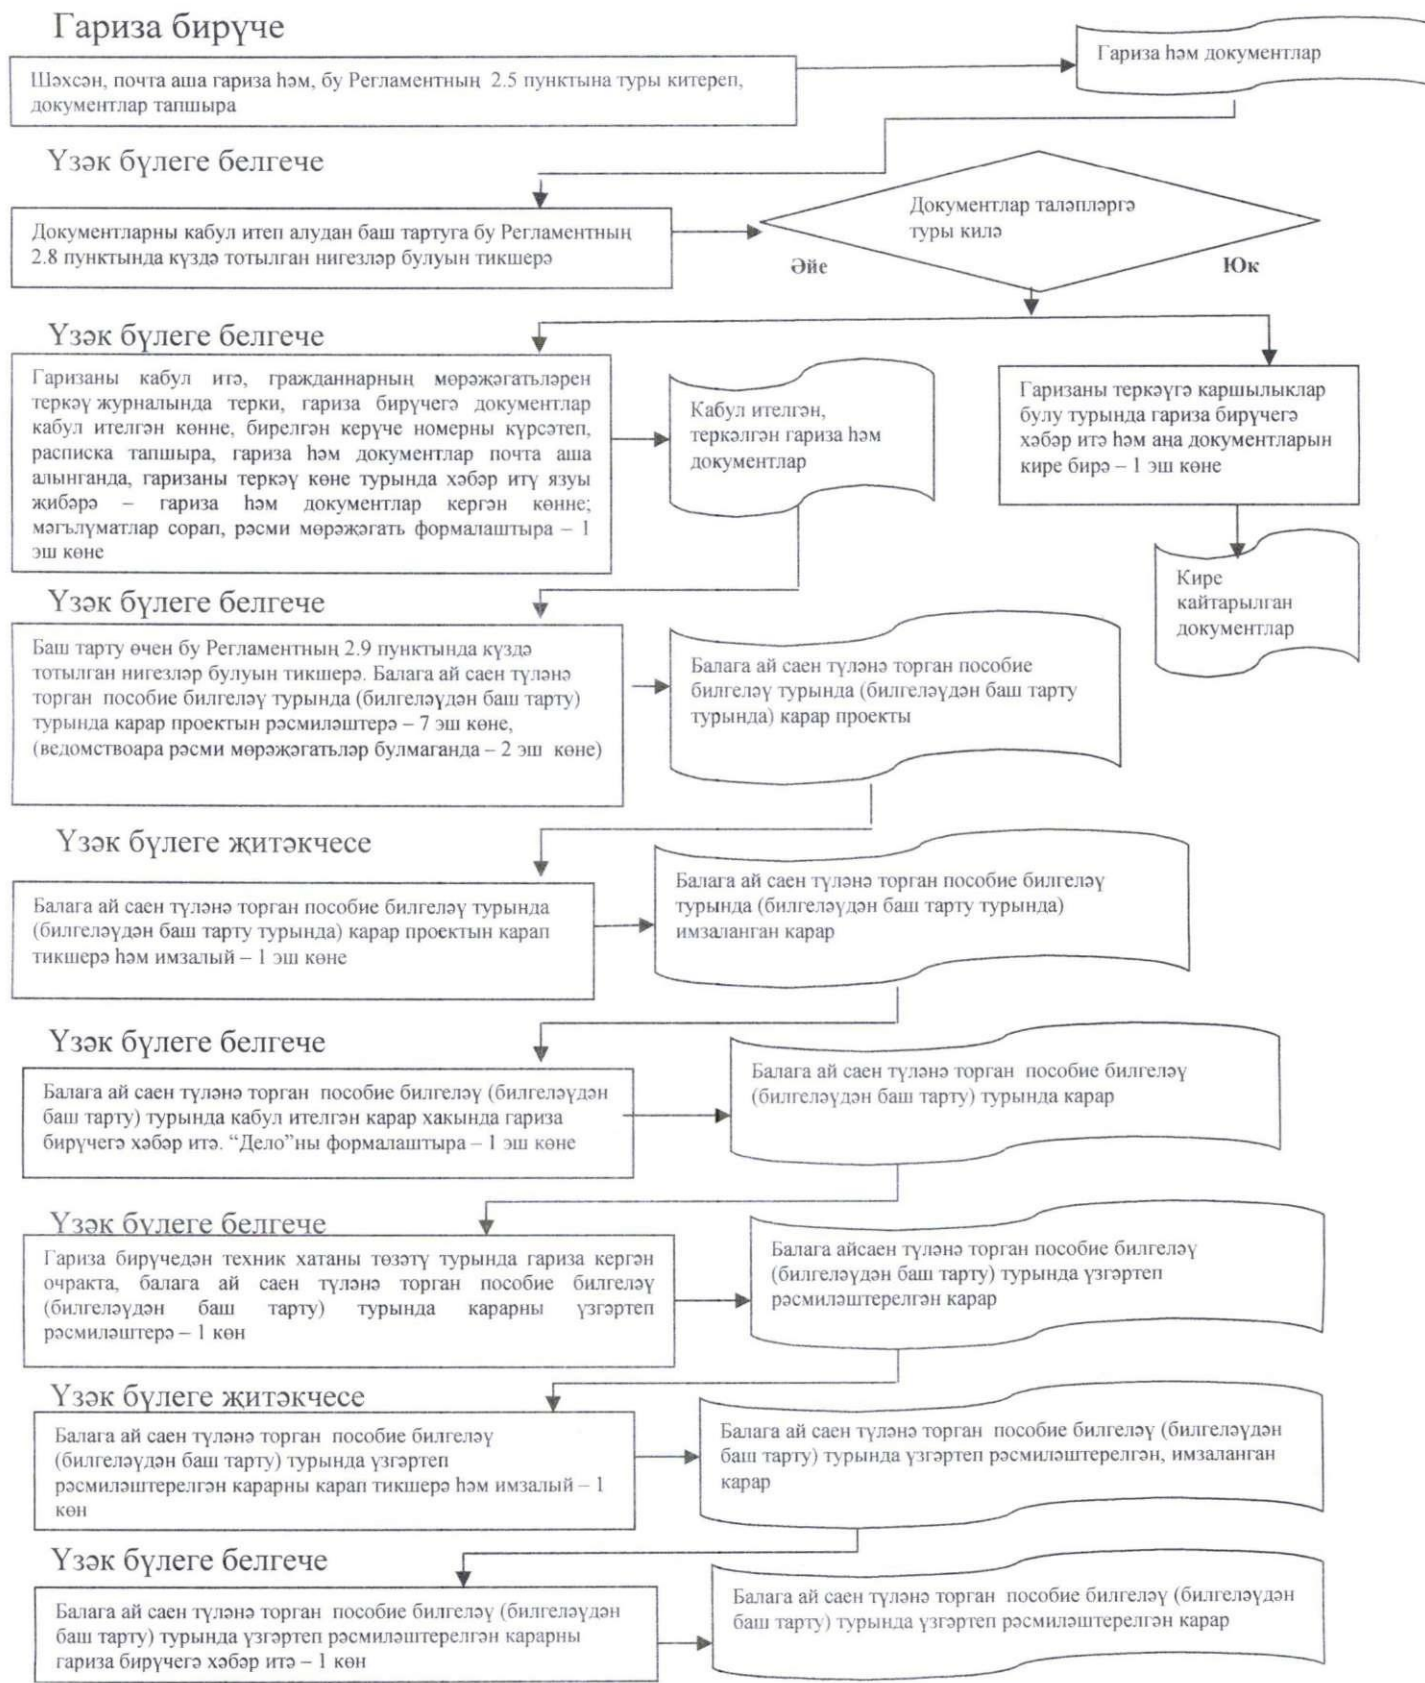 Гариза бирүче
Гариза һәм документлар
Шәхсән, почта аша гариза һәм, бу Регламентның 2.5 пунктына туры китереп,
документлар тапшыра
Үзәк бүлеге белгече
Документлар таләпләргә
туры килә
Документларны кабул итеп алудан баш тартуга бу Регламентның
2.8 пунктында күздә тотылган нигезләр булуын тикшерә
Әйе
Юк
Үзәк бүлеге белгече
Гаризаны кабул итә, гражданнарның мөрәҗәгатьләрен
теркәү журналында терки, гариза бирүчегә документлар
кабул ителгән көнне, бирелгән керүче номерны күрсәтеп,
расписка тапшыра, гариза һәм документлар почта аша
алынганда, гаризаны теркәү көне турында хәбәр итү язуы
җибәрә – гариза һәм документлар кергән көнне;
мәгълүматлар сорап, рәсми мөрәҗәгать формалаштыра – 1
эш көне
Кабул ителгән,
теркәлгән гариза һәм
документлар
Гаризаны теркәүгә каршылыклар
булу турында гариза бирүчегә
хәбәр итә һәм аңа документларын
кире бирә – 1 эш көне
Кире
кайтарылган
документлар
Үзәк бүлеге белгече
Баш тарту өчен бу Регламентның 2.9 пунктында күздә
тотылган нигезләр булуын тикшерә. Балага ай саен түләнә
торган пособие билгеләү турында (билгеләүдән баш тарту)
турында карар проектын рәсмиләштерә – 7 эш көне,
(ведомствоара рәсми мөрәҗәгатьләр булмаганда – 2 эш көне)
Балага ай саен түләнә торган пособие
билгеләү турында (билгеләүдән баш тарту
турында) карар проекты
Үзәк бүлеге җитәкчесе
Балага ай саен түләнә торган пособие билгеләү турында
(билгеләүдән баш тарту турында) карар проектын карап
тикшерә һәм имзалый – 1 эш көне
Балага ай саен түләнә торган пособие билгеләү
турында (билгеләүдән баш тарту турында)
имзаланган карар
Үзәк бүлеге белгече
Балага ай саен түләнә торган пособие билгеләү (билгеләүдән
баш тарту) турында кабул ителгән карар хакында гариза
бирүчегә хәбәр итә. “Дело”ны формалаштыра – 1 эш көне
Балага ай саен түләнә торган пособие билгеләү
(билгеләүдән баш тарту) турында карар
Үзәк бүлеге белгече
Гариза бирүчедән техник хатаны төзәтү турында гариза кергән
очракта, балага ай саен түләнә торган пособие билгеләү
(билгеләүдән баш тарту) турында карарны үзгәртеп
рәсмиләштерә – 1 көн
Балага айсаен түләнә торган пособие билгеләү
(билгеләүдән баш тарту) турында үзгәртеп
рәсмиләштерелгән карар
Үзәк бүлеге җитәкчесе
Балага ай саен түләнә торган пособие билгеләү
(билгеләүдән баш тарту) турында үзгәртеп
рәсмиләштерелгән карарны карап тикшерә һәм имзалый – 1
көн
Балага ай саен түләнә торган пособие билгеләү (билгеләүдән
баш тарту) турында үзгәртеп рәсмиләштерелгән, имзаланган
карар
Үзәк бүлеге белгече
Балага ай саен түләнә торган пособие билгеләү (билгеләүдән
баш тарту) турында үзгәртеп рәсмиләштерелгән карарны
гариза бирүчегә хәбәр итә – 1 көн
Балага ай саен түләнә торган пособие билгеләү (билгеләүдән
баш тарту) турында үзгәртеп рәсмиләштерелгән карар